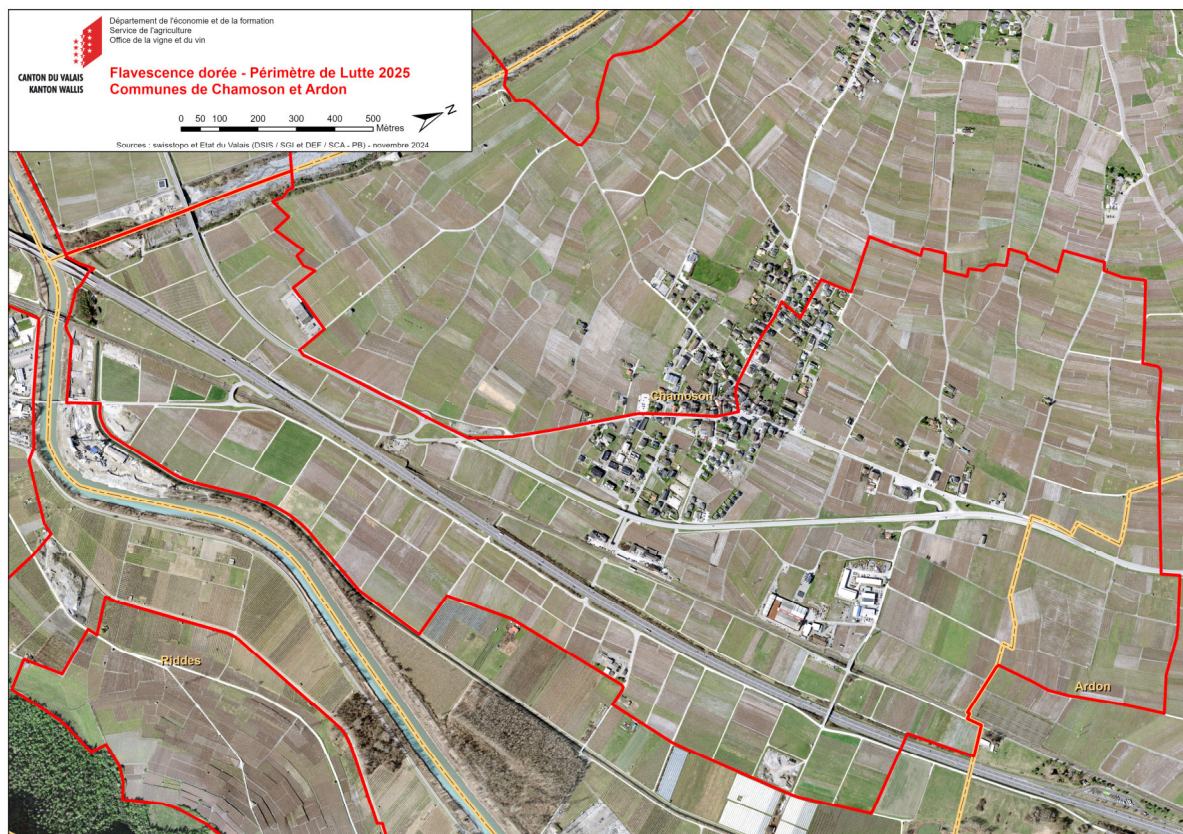 Département de l'économie et de la formation
Service de l'agriculture
Office de la vigne et du vin
CANTON DU VALAIS
KANTON WALLIS
Flavescence dorée - Périmètre de Lutte 2025
Communes de Chamoson et Ardon
0 50 100 200 300 400 500
Mètres
N
Sources : swisstopo et Etat du Valais (DSIS / SGI et DEF / SCA - PB) - novembre 2024
Chamoson
Riddes
Ardon